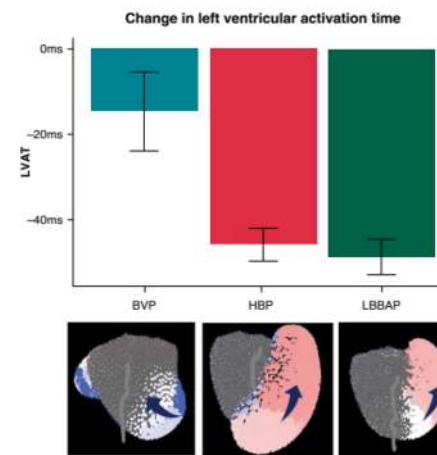 Change in left ventricular activation time
0ms
−20ms
−40ms
LVAT
BVP HBP LBBAP